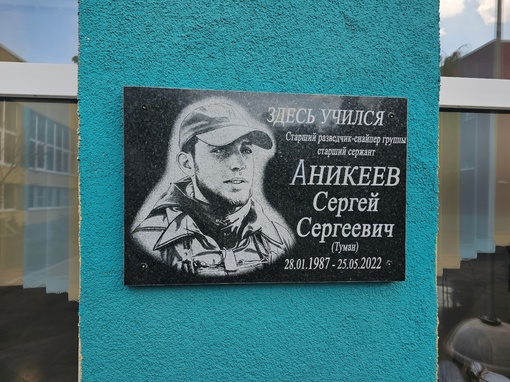 ЗДЕСЬ УЧИЛСЯ
Старший разведчик-снайпер группы
старший сержант
АНИКЕЕВ
Сергей
Сергеевич
(Туман)
28.01.1987 - 25.05.2022